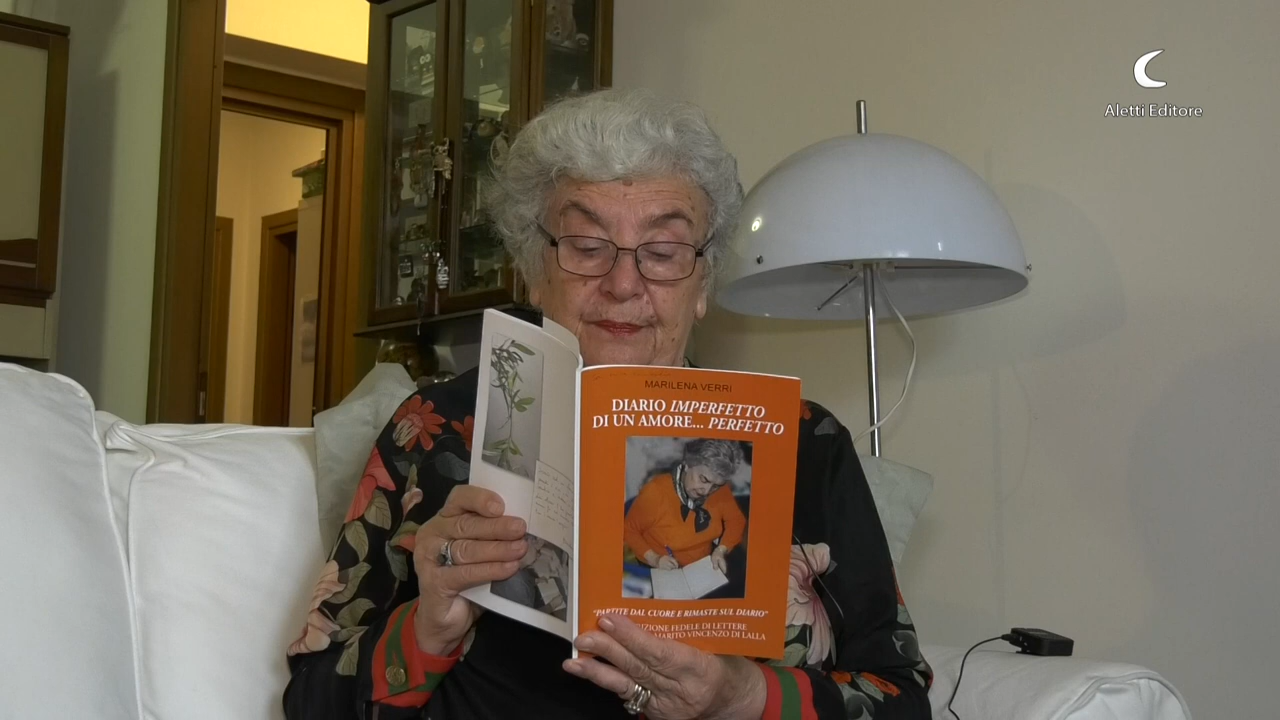 Aletti Editore
MARILENA VERRI
DIARIO IMPERFETTO
DI UN AMORE... PERFETTO
"PARTITE DAL CUORE E RIMASTE SUL DIARIO"
FEDELE DI LETTERE
MARITO VINCENZO DI LALLA